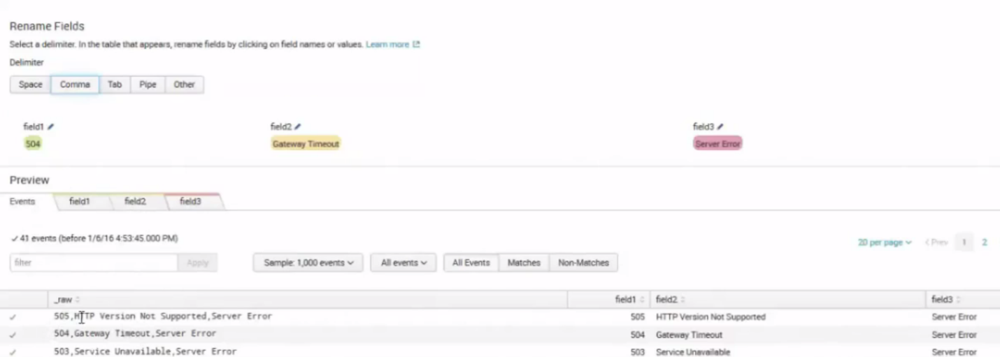 Rename Fields
Select a delimiter. In the table that appears, rename fields by clicking on field names or values. Learn more
Delimiter
Space Comma Tab Pipe Other
field1 field2 field3
504 Gateway Timeout Server Error
Preview
Events field1 field2 field3
✓ 41 events (before 1/6/16 4:53:45.000 PM)
20 per page < Prev 1 2
filter Apply Sample: 1,000 events All events All Events Matches Non-Matches
_raw field1 field2 field3
505,HTTP Version Not Supported,Server Error 505 HTTP Version Not Supported Server Error
504,Gateway Timeout,Server Error 504 Gateway Timeout Server Error
503,Service Unavailable,Server Error 503 Service Unavailable Server Error